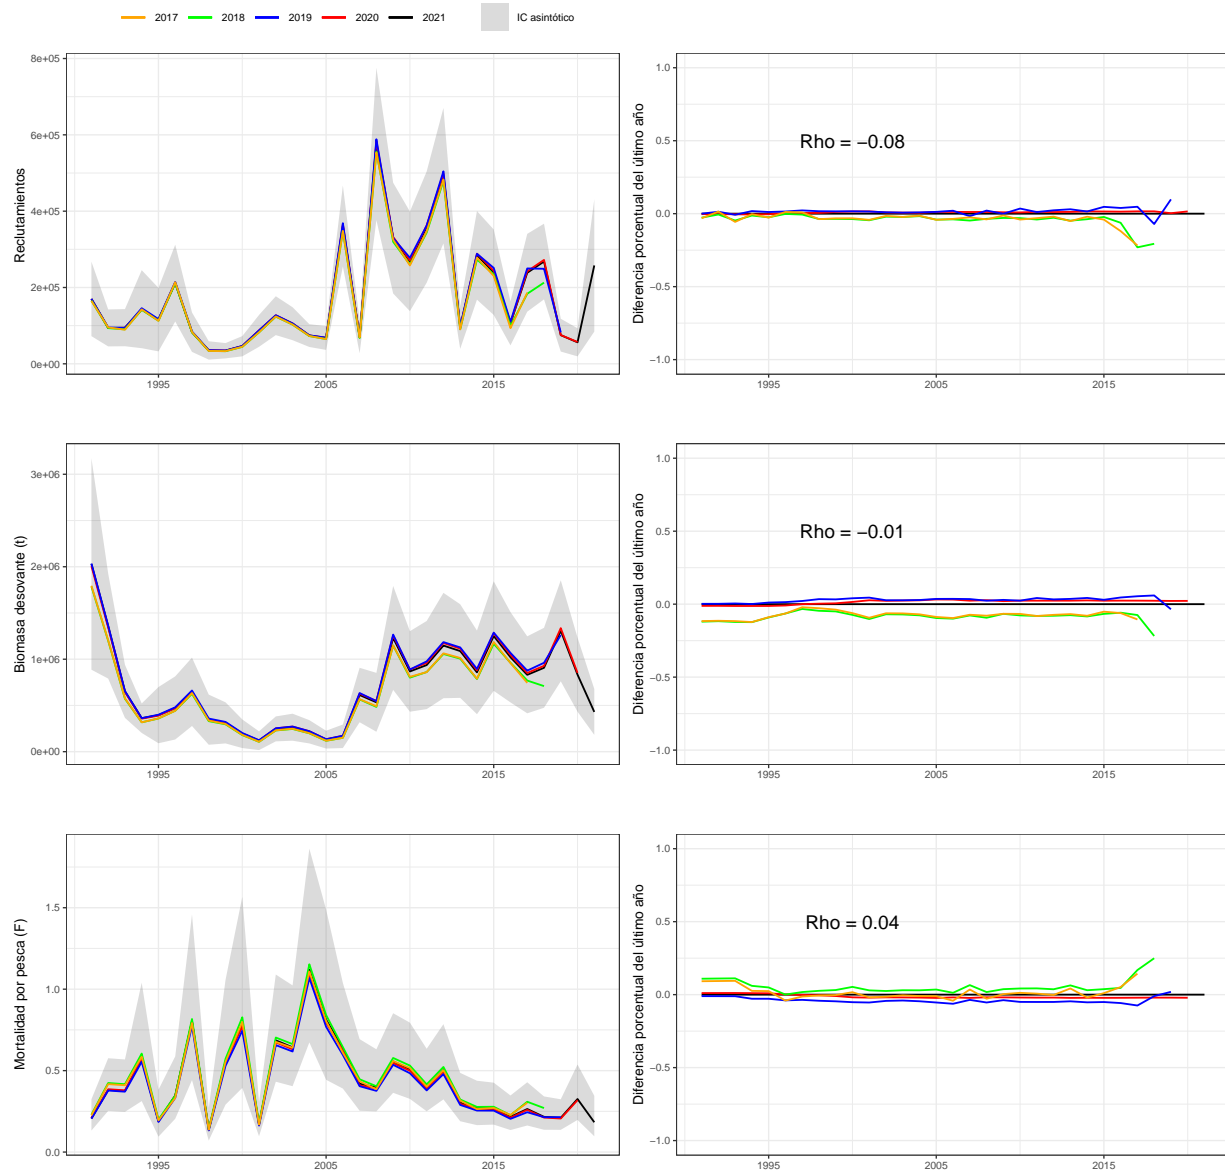 2017 2018 2019 2020 2021 IC asintótico
Reclutamientos
8e+05
6e+05
4e+05
2e+05
0e+00
1995 2005 2015
Diferencia porcentual del último año
1.0
0.5
0.0
−0.5
−1.0
Rho = −0.08
1995 2005 2015
Biomasa desovante (t)
3e+06
2e+06
1e+06
0e+00
1995 2005 2015
Diferencia porcentual del último año
1.0
0.5
0.0
−0.5
−1.0
Rho = −0.01
1995 2005 2015
Mortalidad por pesca (F)
1.5
1.0
0.5
0.0
1995 2005 2015
Diferencia porcentual del último año
1.0
0.5
0.0
−0.5
−1.0
Rho = 0.04
1995 2005 2015